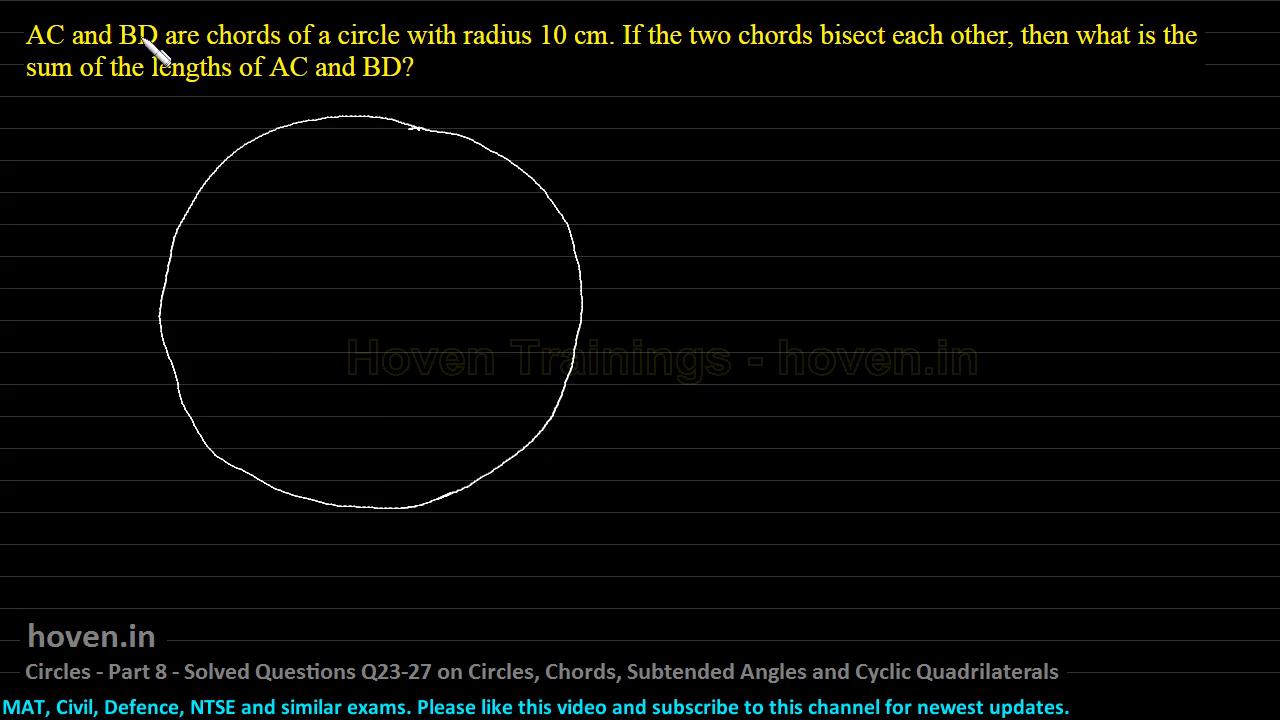 AC and BD are chords of a circle with radius 10 cm. If the two chords bisect each other, then what is the
sum of the lengths of AC and BD?
Hoven Trainings - hoven.in
hoven.in
Circles - Part 8 - Solved Questions Q23-27 on Circles, Chords, Subtended Angles and Cyclic Quadrilaterals
MAT, Civil, Defence, NTSE and similar exams. Please like this video and subscribe to this channel for newest updates.